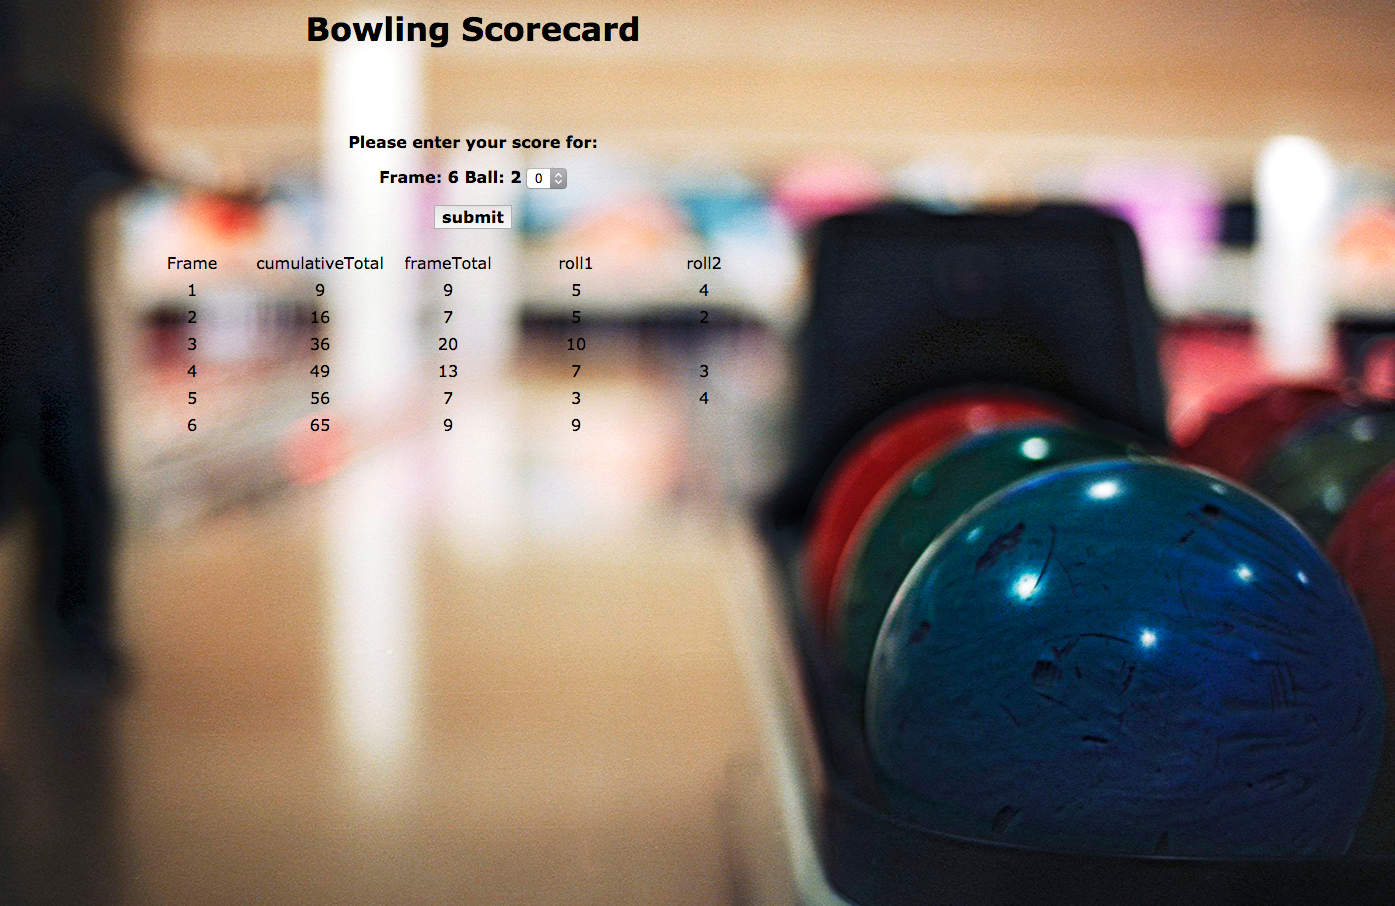 Bowling Scorecard
Please enter your score for:
Frame: 6 Ball: 2 0
submit
Frame cumulativeTotal frameTotal roll1 roll2
1 9 9 5 4
2 16 7 5 2
3 36 20 10
4 49 13 7 3
5 56 7 3 4
6 65 9 9